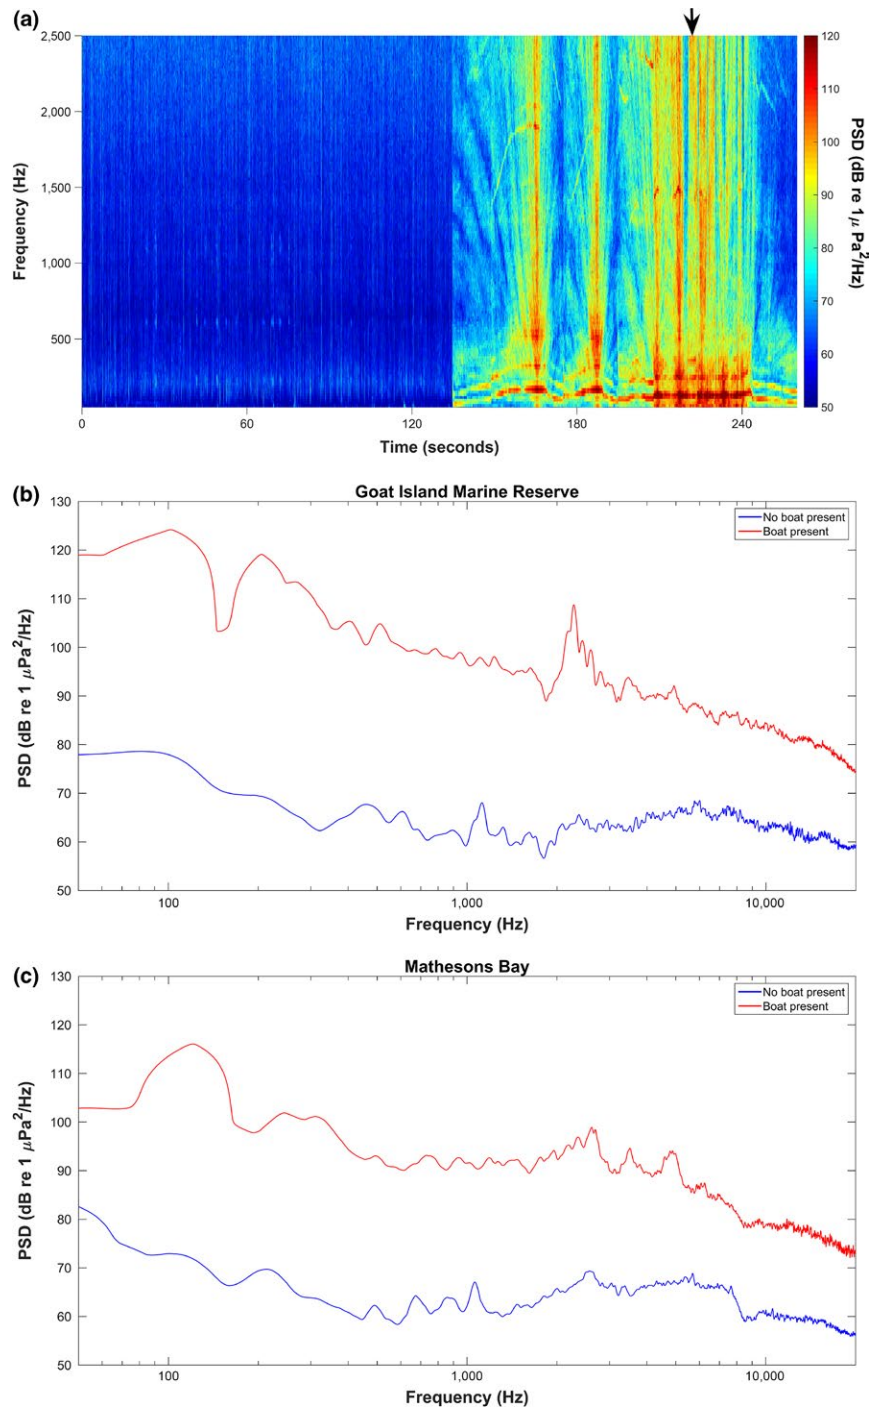 (a)
2,500
2,000
1,500
1,000
500
Frequency (Hz)
0
60
120
180
240
Time (seconds)
120
110
100
90
80
70
60
50
PSD (dB re 1μ Pa²/Hz)
(b)
Goat Island Marine Reserve
No boat present
Boat present
130
120
110
100
90
80
70
60
50
PSD (dB re 1 μPa²/Hz)
100
1,000
10,000
Frequency (Hz)
(c)
Mathesons Bay
No boat present
Boat present
130
120
110
100
90
80
70
60
50
PSD (dB re 1 μPa²/Hz)
100
1,000
10,000
Frequency (Hz)